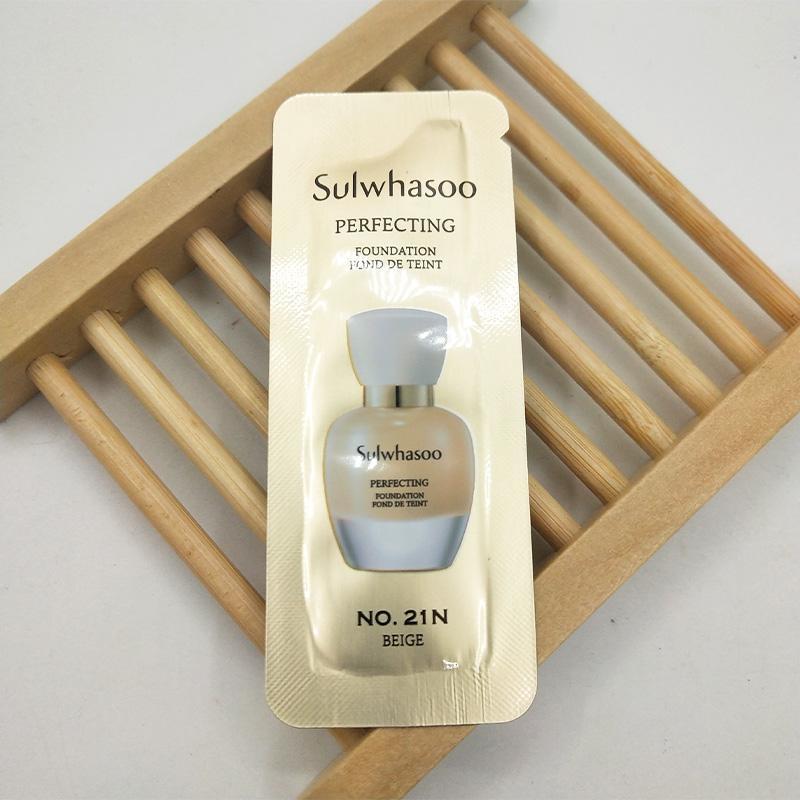 Sulwhasoo
PERFECTING
FOUNDATION
FOND DE TEINT
Sulwhasoo
PERFECTING
FOUNDATION
FOND DE TEINT
NO. 21N
BEIGE